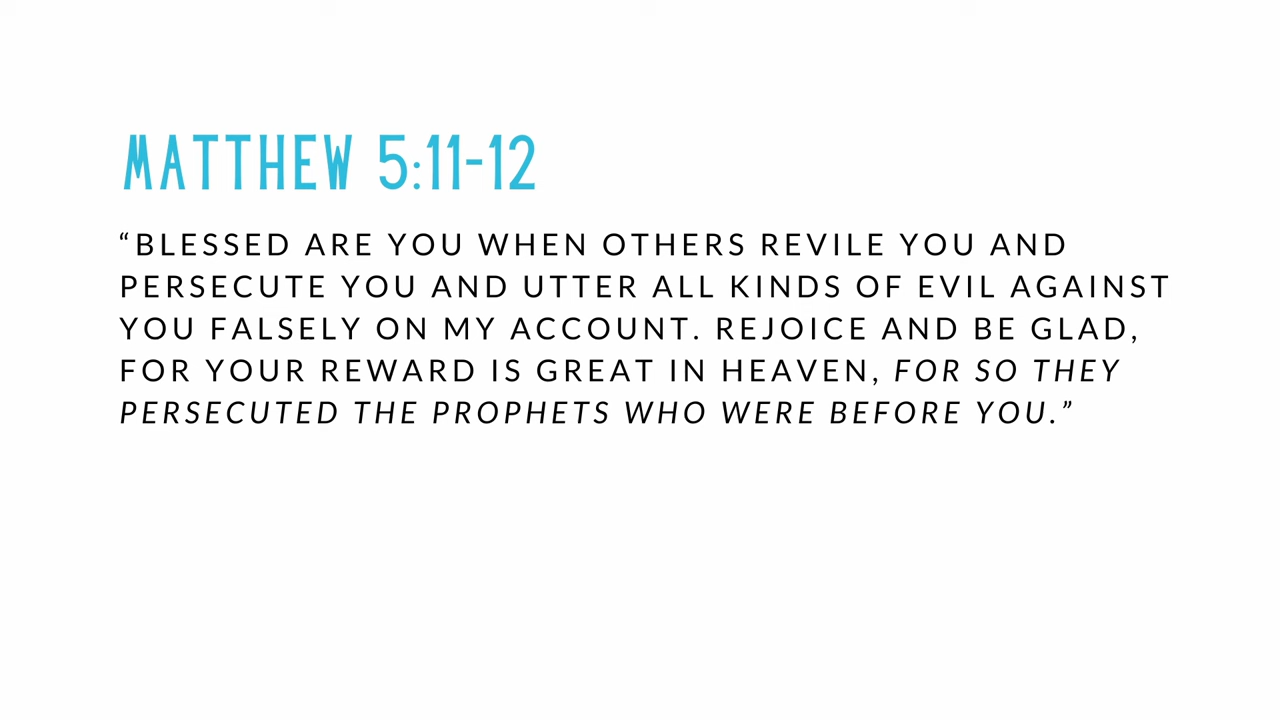 MATTHEW 5:11-12
“BLESSED ARE YOU WHEN OTHERS REVILE YOU AND
PERSECUTE YOU AND UTTER ALL KINDS OF EVIL AGAINST
YOU FALSELY ON MY ACCOUNT. REJOICE AND BE GLAD,
FOR YOUR REWARD IS GREAT IN HEAVEN, FOR SO THEY
PERSECUTED THE PROPHETS WHO WERE BEFORE YOU.”